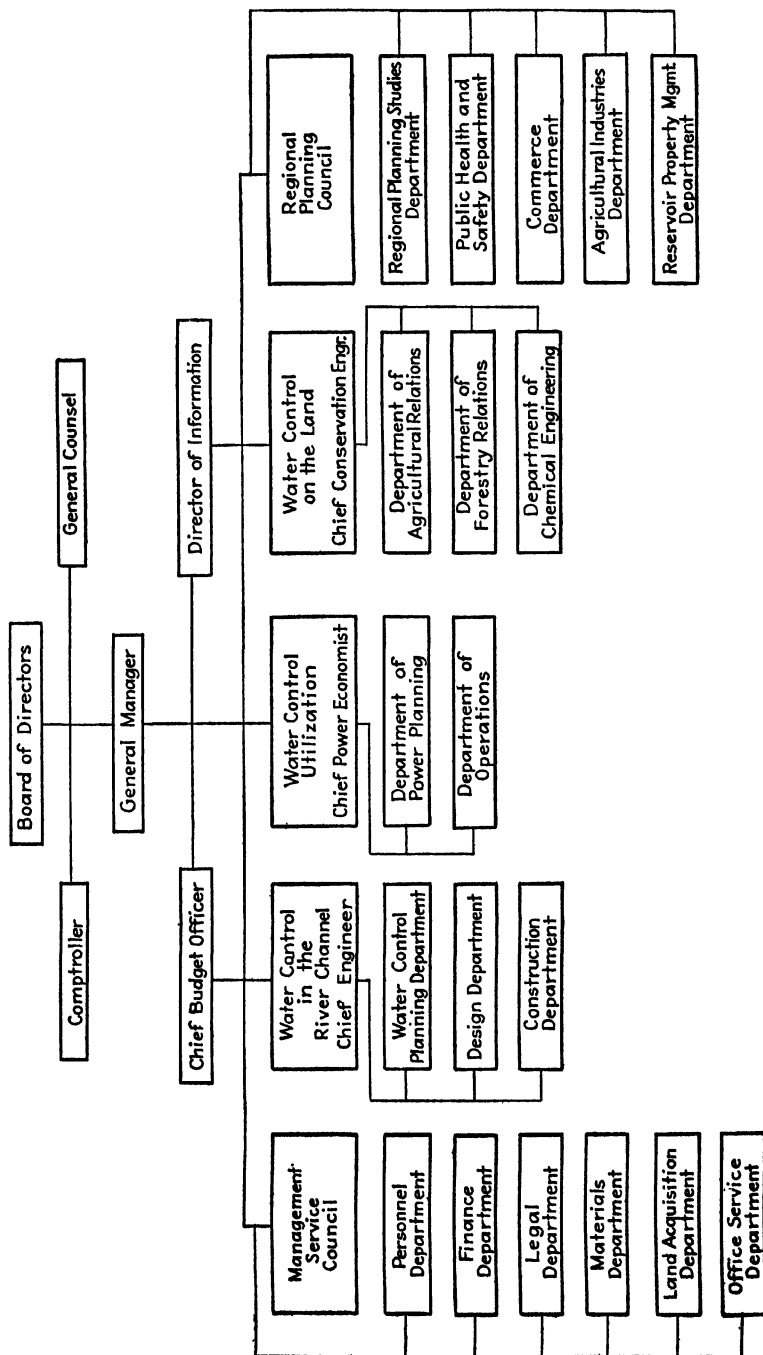 Board of Directors
Comptroller
General Counsel
General Manager
Chief Budget Officer
Director of Information
Management
Service
Council
Personnel
Department
Finance
Department
Legal
Department
Materials
Department
Land Acquisition
Department
Office Service
Department
Water Control
in the
River Channel
Chief Engineer
Water Control
Planning Department
Design Department
Construction
Department
Water Control
Utilization
Chief Power Economist
Department of
Power Planning
Department of
Operations
Water Control
on the Land
Chief Conservation Engr.
Department of
Agricultural Relations
Department of
Forestry Relations
Department of
Chemical Engineering
Regional
Planning
Council
Regional Planning Studies
Department
Public Health and
Safety Department
Commerce
Department
Agricultural Industries
Department
Reservoir Property Mgmt.
Department